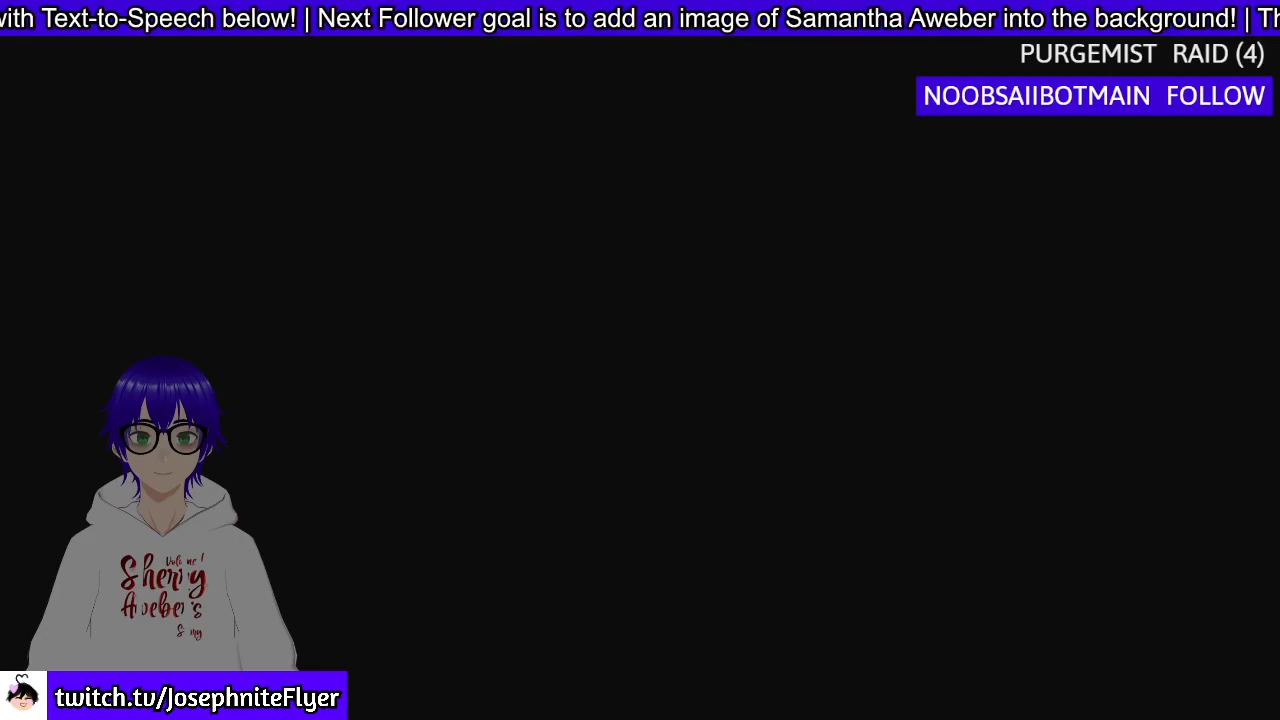 with Text-to-Speech below! | Next Follower goal is to add an image of Samantha Aweber into the background! | Th
PURGEMIST RAID (4)
NOOBSAIIBOTMAIN FOLLOW
Sherry
Aweber's
twitch.tv/JosephniteFlyer